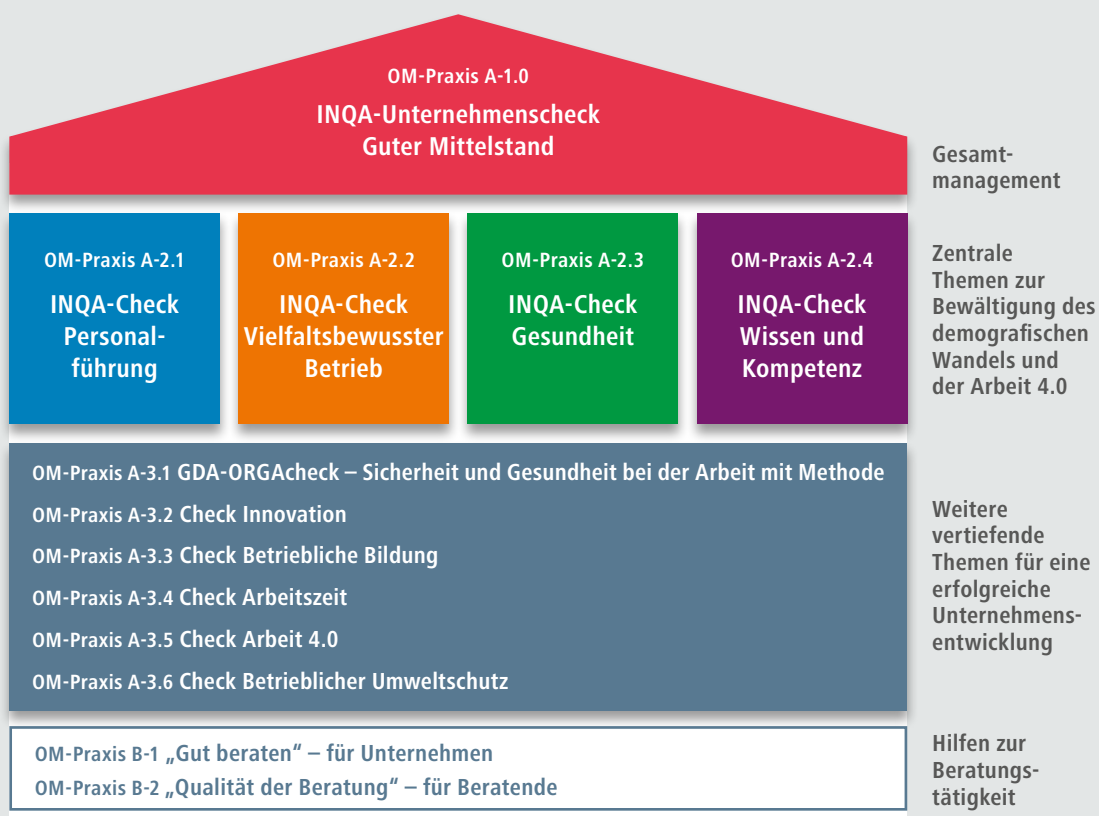 OM-Praxis A-1.0
INQA-Unternehmenscheck
Guter Mittelstand
Gesamt-
management
OM-Praxis A-2.1
INQA-Check
Personal-
führung
OM-Praxis A-2.2
INQA-Check
Vielfaltsbewusster
Betrieb
OM-Praxis A-2.3
INQA-Check
Gesundheit
OM-Praxis A-2.4
INQA-Check
Wissen und
Kompetenz
Zentrale
Themen zur
Bewältigung des
demografischen
Wandels und
der Arbeit 4.0
OM-Praxis A-3.1 GDA-ORGAcheck – Sicherheit und Gesundheit bei der Arbeit mit Methode
OM-Praxis A-3.2 Check Innovation
OM-Praxis A-3.3 Check Betriebliche Bildung
OM-Praxis A-3.4 Check Arbeitszeit
OM-Praxis A-3.5 Check Arbeit 4.0
OM-Praxis A-3.6 Check Betrieblicher Umweltschutz
Weitere
vertiefende
Themen für eine
erfolgreiche
Unternehmens-
entwicklung
OM-Praxis B-1 „Gut beraten“ – für Unternehmen
OM-Praxis B-2 „Qualität der Beratung“ – für Beratende
Hilfen zur
Beratungs-
tätigkeit